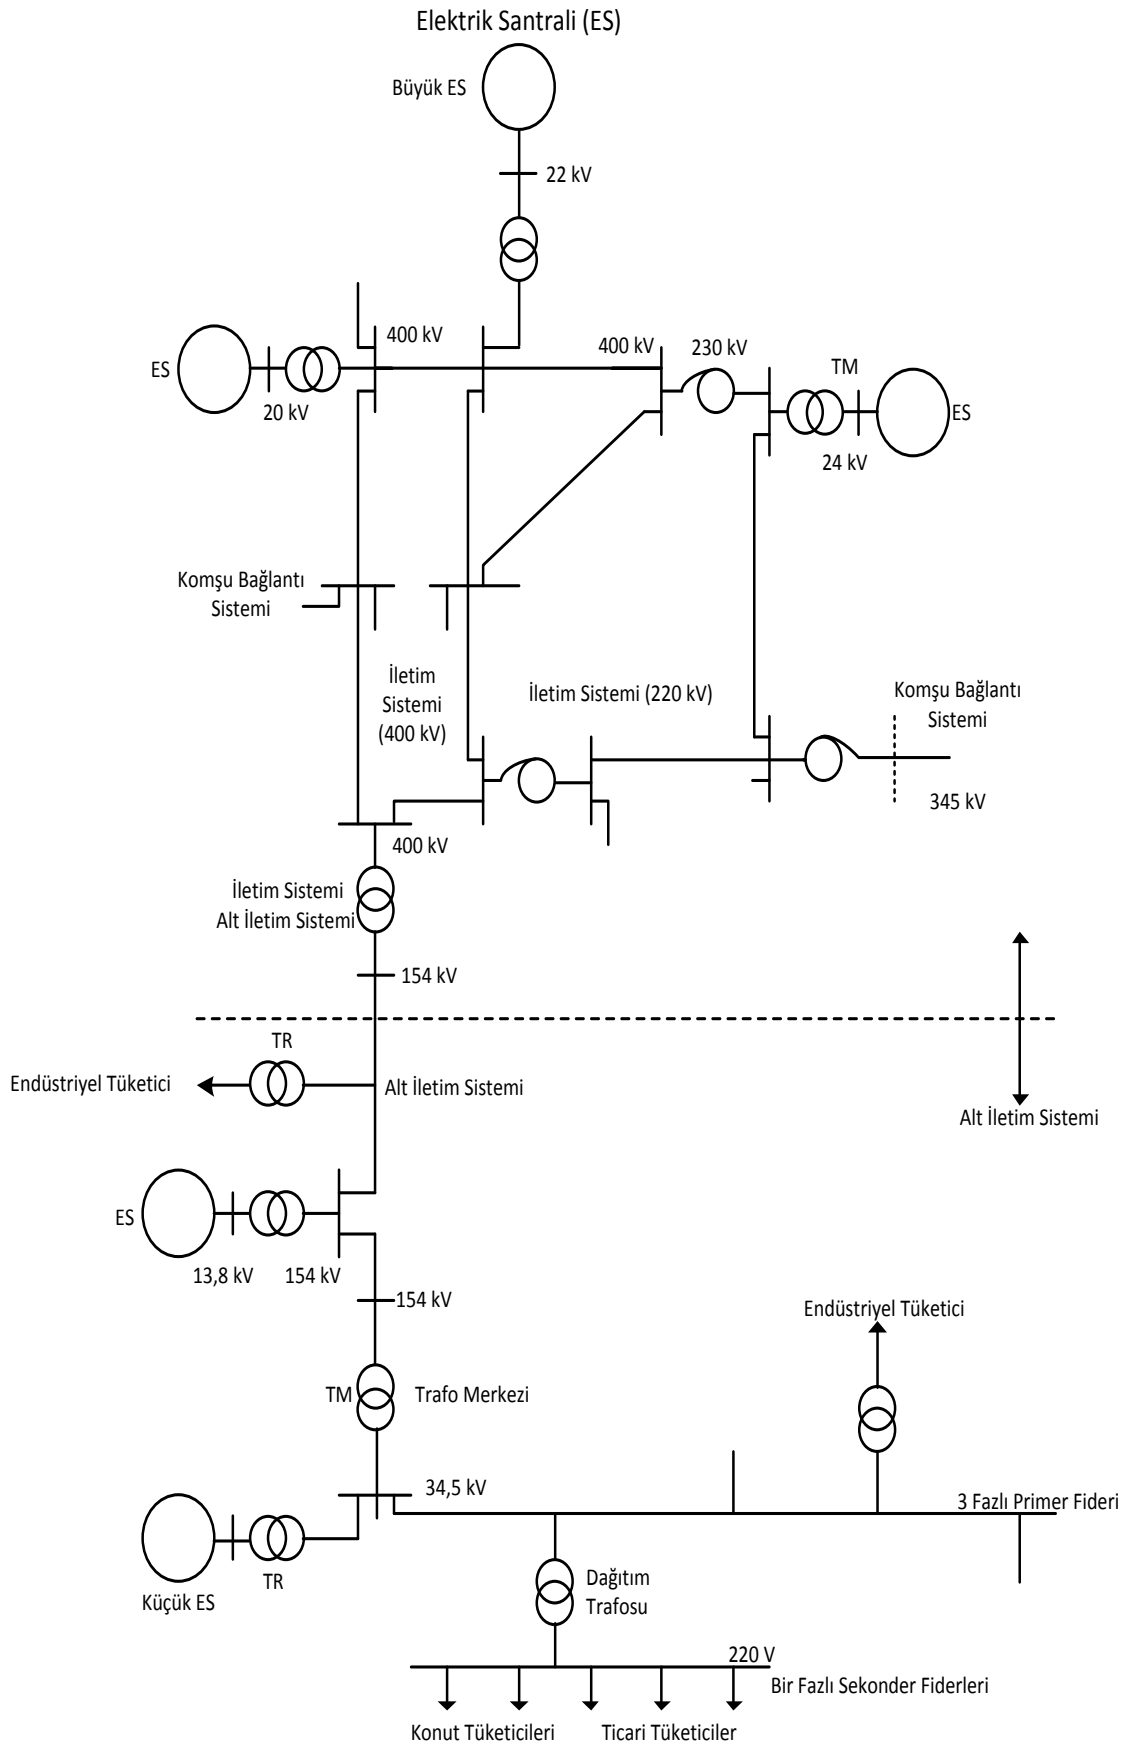 Elektrik Santrali (ES)
Büyük ES
22 kV
400 kV
400 kV
230 kV
TM
ES
20 kV
ES
24 kV
Komşu Bağlantı
Sistemi
İletim
Sistemi
(400 kV)
İletim Sistemi (220 kV)
Komşu Bağlantı
Sistemi
345 kV
400 kV
İletim Sistemi
Alt İletim Sistemi
154 kV
TR
Endüstriyel Tüketici
Alt İletim Sistemi
Alt İletim Sistemi
ES
13,8 kV
154 kV
154 kV
Endüstriyel Tüketici
TM
Trafo Merkezi
34,5 kV
3 Fazlı Primer Fideri
TR
Küçük ES
Dağıtım
Trafosu
220 V
Bir Fazlı Sekonder Fiderleri
Konut Tüketicileri
Ticari Tüketiciler